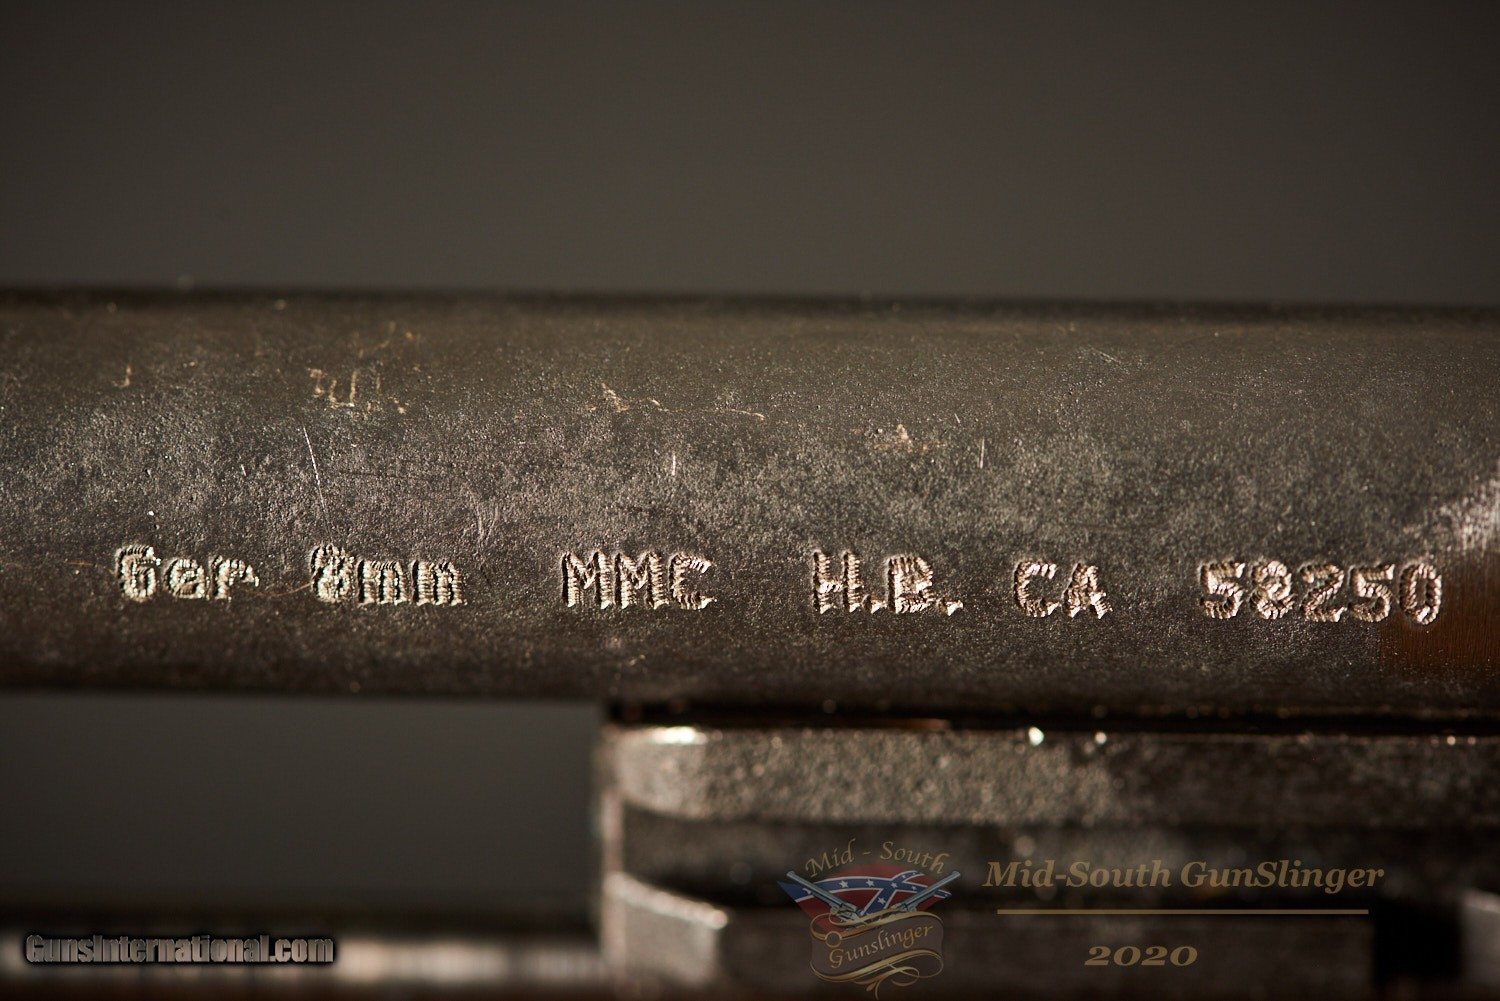 Ger 8mm MMC H.B. CA 58250
Mid - South
Gunslinger
Mid-South GunSlinger
2020
GunsInternational.com